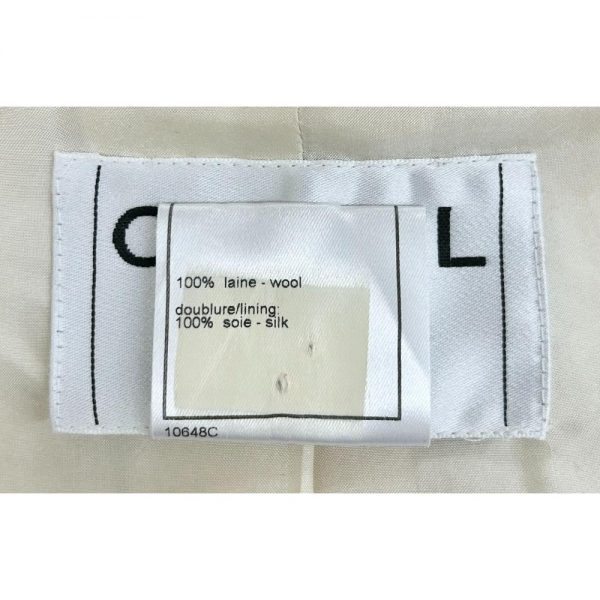 C L
100% laine - wool
doublure/lining:
100% soie - silk
10648C